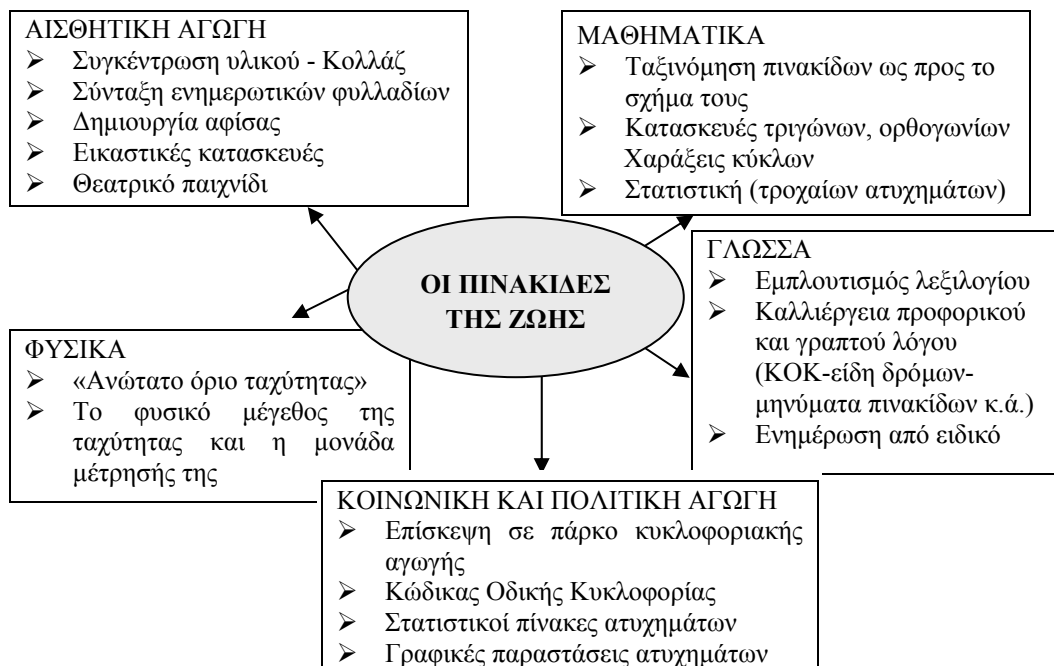 ΑΙΣΘΗΤΙΚΗ ΑΓΩΓΗ
➢ Συγκέντρωση υλικού - Κολλάζ
➢ Σύνταξη ενημερωτικών φυλλαδίων
➢ Δημιουργία αφίσας
➢ Εικαστικές κατασκευές
➢ Θεατρικό παιχνίδι
ΜΑΘΗΜΑΤΙΚΑ
➢ Ταξινόμηση πινακίδων ως προς το
σχήμα τους
➢ Κατασκευές τριγώνων, ορθογωνίων
Χαράξεις κύκλων
➢ Στατιστική (τροχαίων ατυχημάτων)
ΟΙ ΠΙΝΑΚΙΔΕΣ
ΤΗΣ ΖΩΗΣ
ΓΛΩΣΣΑ
➢ Εμπλουτισμός λεξιλογίου
➢ Καλλιέργεια προφορικού
και γραπτού λόγου
(ΚΟΚ-είδη δρόμων-
μηνύματα πινακίδων κ.ά.)
➢ Ενημέρωση από ειδικό
ΦΥΣΙΚΑ
➢ «Ανώτατο όριο ταχύτητας»
➢ Το φυσικό μέγεθος της
ταχύτητας και η μονάδα
μέτρησής της
ΚΟΙΝΩΝΙΚΗ ΚΑΙ ΠΟΛΙΤΙΚΗ ΑΓΩΓΗ
➢ Επίσκεψη σε πάρκο κυκλοφοριακής
αγωγής
➢ Κώδικας Οδικής Κυκλοφορίας
➢ Στατιστικοί πίνακες ατυχημάτων
➢ Γραφικές παραστάσεις ατυχημάτων